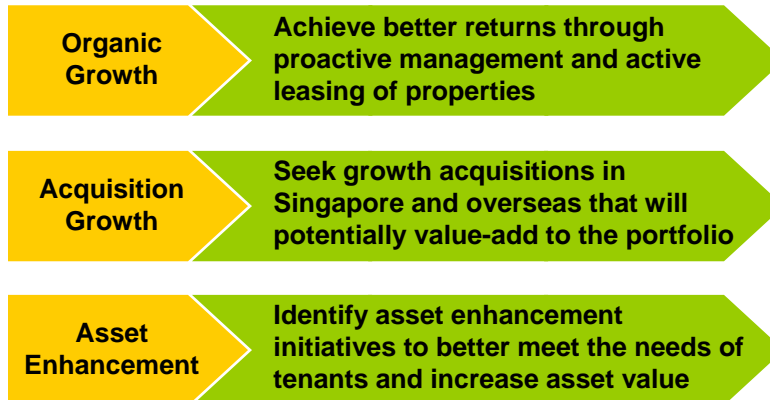 Organic
Growth
Achieve better returns through
proactive management and active
leasing of properties
Acquisition
Growth
Seek growth acquisitions in
Singapore and overseas that will
potentially value-add to the portfolio
Asset
Enhancement
Identify asset enhancement
initiatives to better meet the needs of
tenants and increase asset value